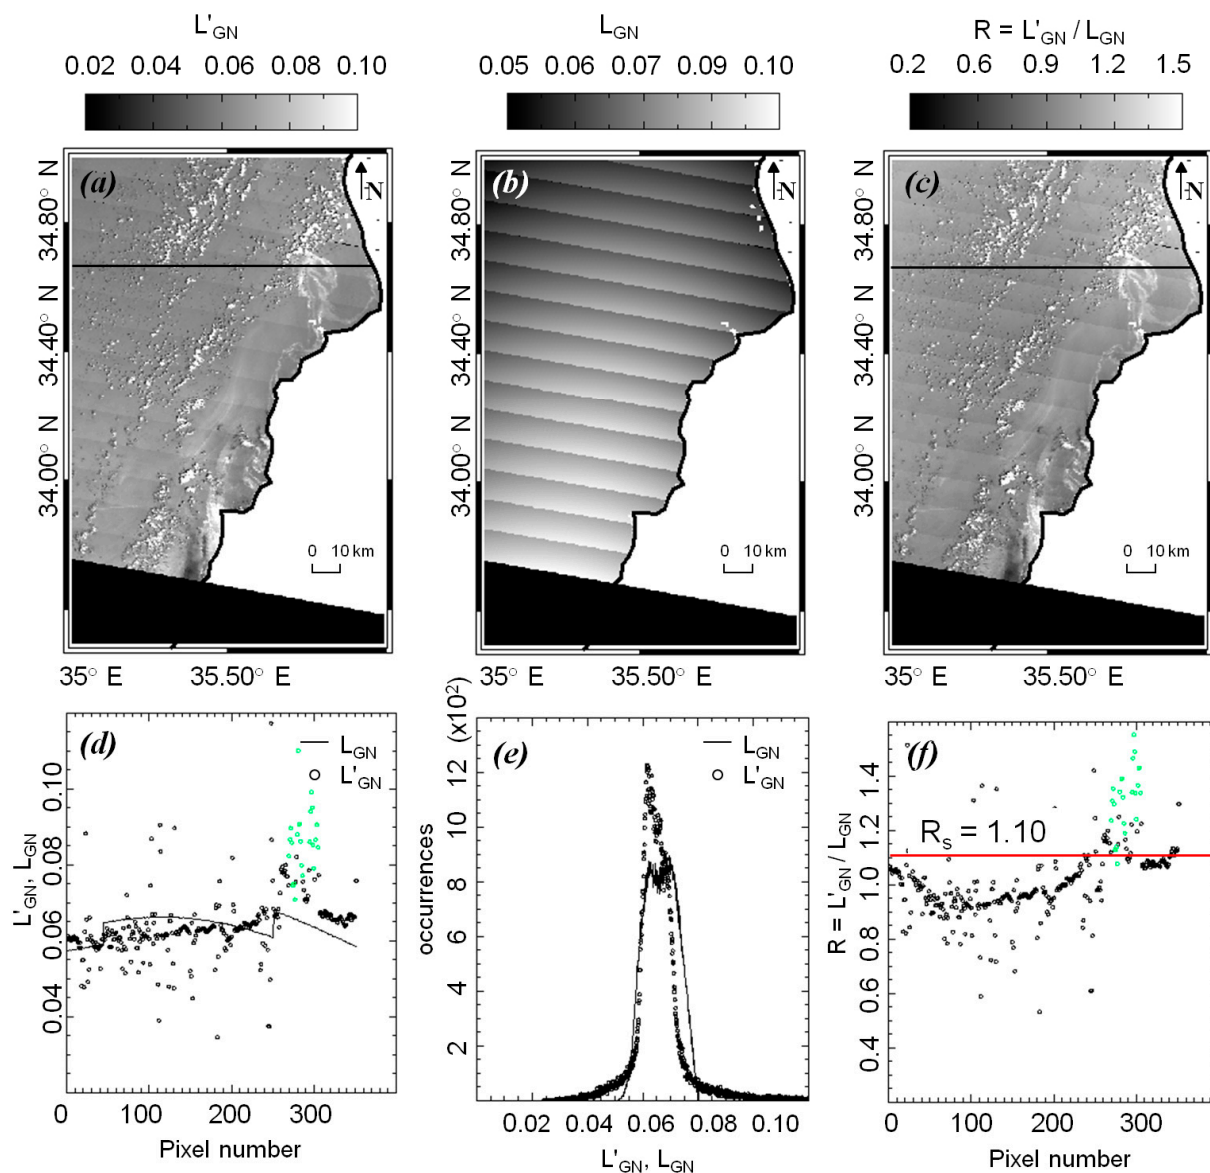 L'GN
0.02 0.04 0.06 0.08 0.10
LGN
0.05 0.06 0.07 0.09 0.10
R = L'GN / LGN
0.2 0.6 0.9 1.2 1.5
(a)
N
34.80° N
34.40° N
34.00° N
0 10 km
35° E 35.50° E
(b)
N
34.80° N
34.40° N
34.00° N
0 10 km
35° E 35.50° E
(c)
N
34.80° N
34.40° N
34.00° N
0 10 km
35° E 35.50° E
(d)
LGN
L'GN
L'GN, LGN
0.10
0.08
0.06
0.04
0 100 200 300
Pixel number
(x10²)
(e)
LGN
L'GN
occurrences
12
10
8
6
4
2
0.02 0.04 0.06 0.08 0.10
L'GN, LGN
(f)
RS = 1.10
R = L'GN / LGN
1.4
1.2
1.0
0.8
0.6
0.4
0 100 200 300
Pixel number